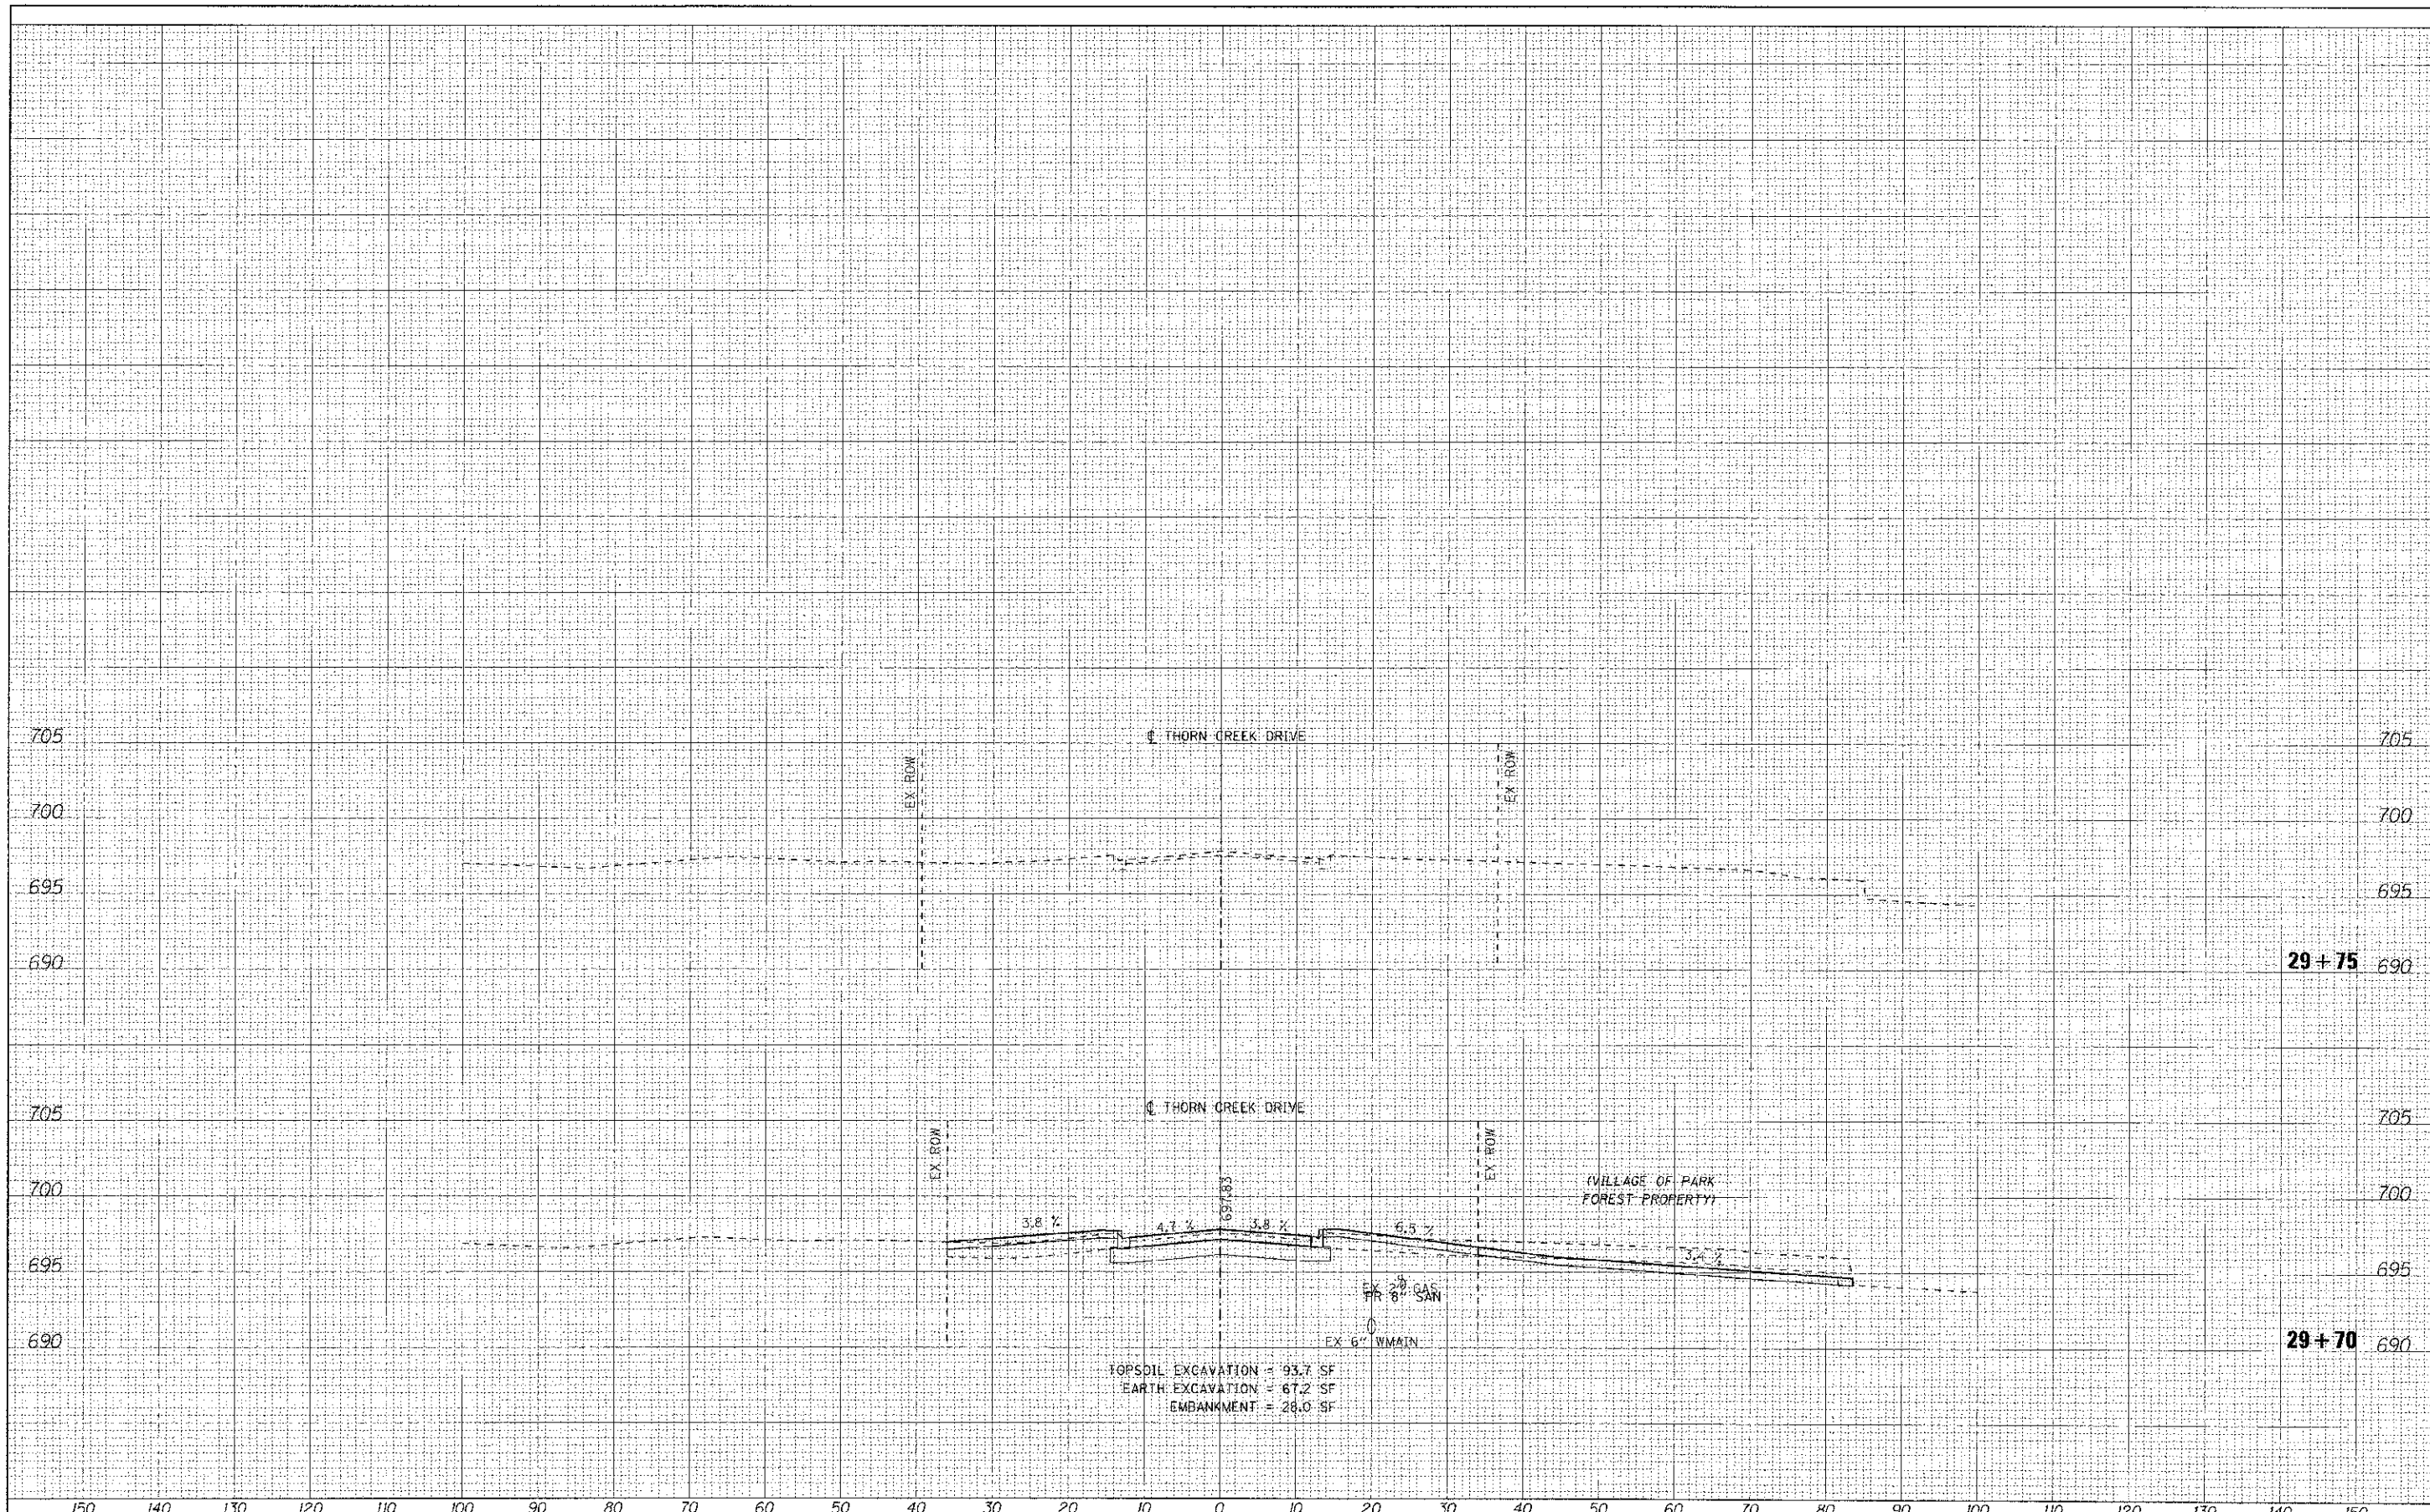 705 ℄ THORN CREEK DRIVE 705
EX ROW
EX ROW
700 700
695 695
690 29+75 690
705 ℄ THORN CREEK DRIVE 705
EX ROW
EX ROW
700 700
(VILLAGE OF PARK
FOREST PROPERTY)
697.83
3.8 %
4.7 %
3.8 %
6.5 %
3.4 %
695 695
EX 2" GAS
PR 8" SAN
EX 6" WMAIN
690 29+70 690
TOPSOIL EXCAVATION = 93.7 SF
EARTH EXCAVATION = 67.2 SF
EMBANKMENT = 28.0 SF
150 140 130 120 110 100 90 80 70 60 50 40 30 20 10 0 10 20 30 40 50 60 70 80 90 100 110 120 130 140 150